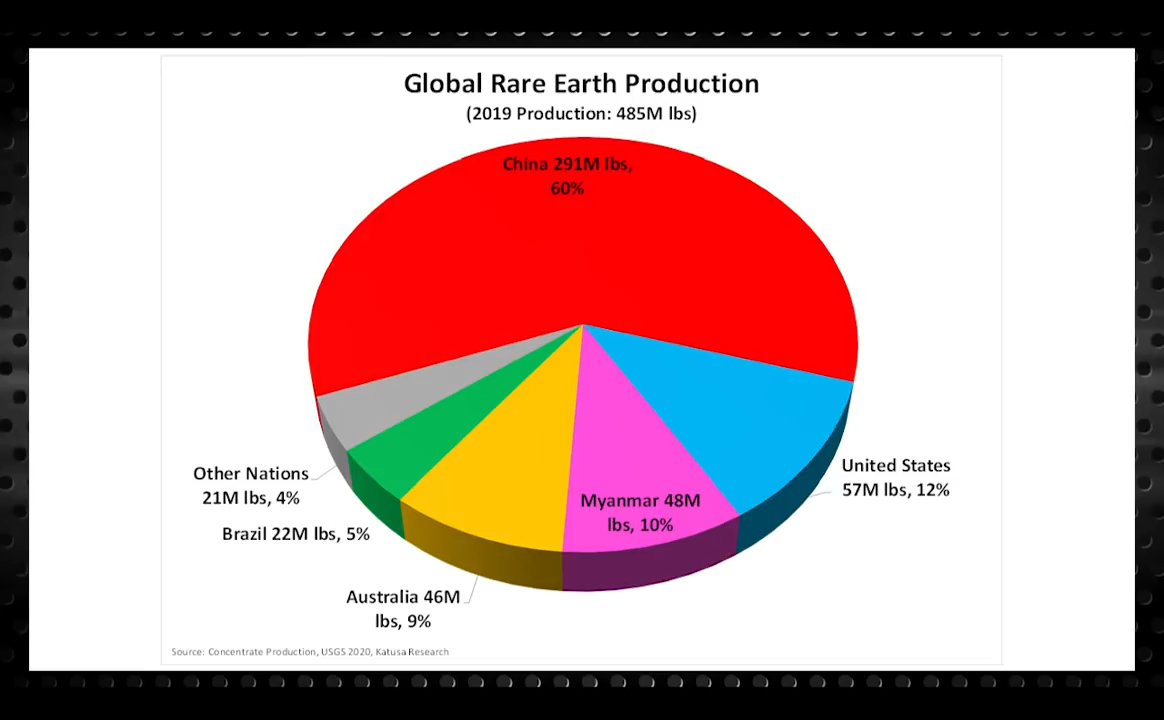 Global Rare Earth Production
(2019 Production: 485M lbs)
China 291M lbs,
60%
United States
57M lbs, 12%
Myanmar 48M
lbs, 10%
Australia 46M
lbs, 9%
Brazil 22M lbs, 5%
Other Nations
21M lbs, 4%
Source: Concentrate Production, USGS 2020, Katusa Research